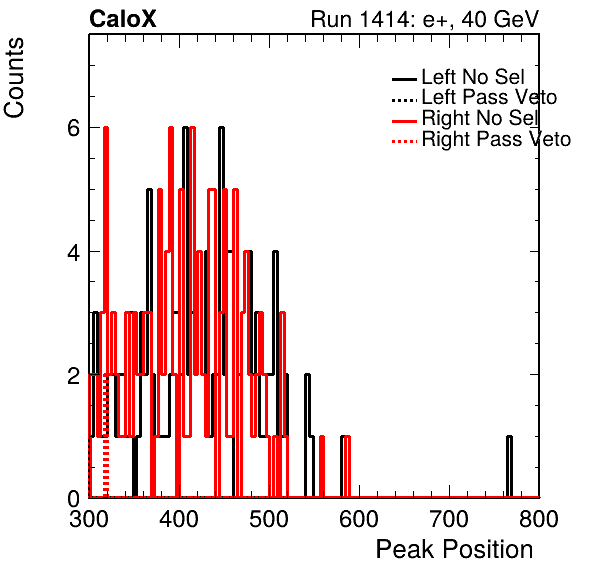 CaloX Run 1414: e+, 40 GeV
Counts
Left No Sel
Left Pass Veto
Right No Sel
Right Pass Veto
6
4
2
0
300 400 500 600 700 800
Peak Position